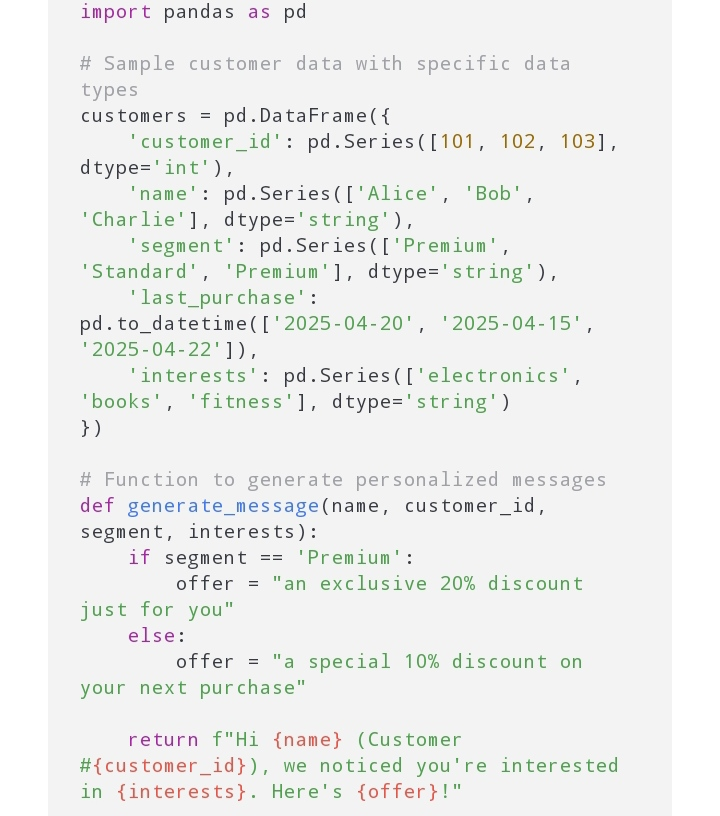 import pandas as pd

# Sample customer data with specific data
types
customers = pd.DataFrame({
    'customer_id': pd.Series([101, 102, 103],
dtype='int'),
    'name': pd.Series(['Alice', 'Bob',
'Charlie'], dtype='string'),
    'segment': pd.Series(['Premium',
'Standard', 'Premium'], dtype='string'),
    'last_purchase':
pd.to_datetime(['2025-04-20', '2025-04-15',
'2025-04-22']),
    'interests': pd.Series(['electronics',
'books', 'fitness'], dtype='string')
})

# Function to generate personalized messages
def generate_message(name, customer_id,
segment, interests):
    if segment == 'Premium':
        offer = "an exclusive 20% discount
just for you"
    else:
        offer = "a special 10% discount on
your next purchase"

    return f"Hi {name} (Customer
#{customer_id}), we noticed you're interested
in {interests}. Here's {offer}!"